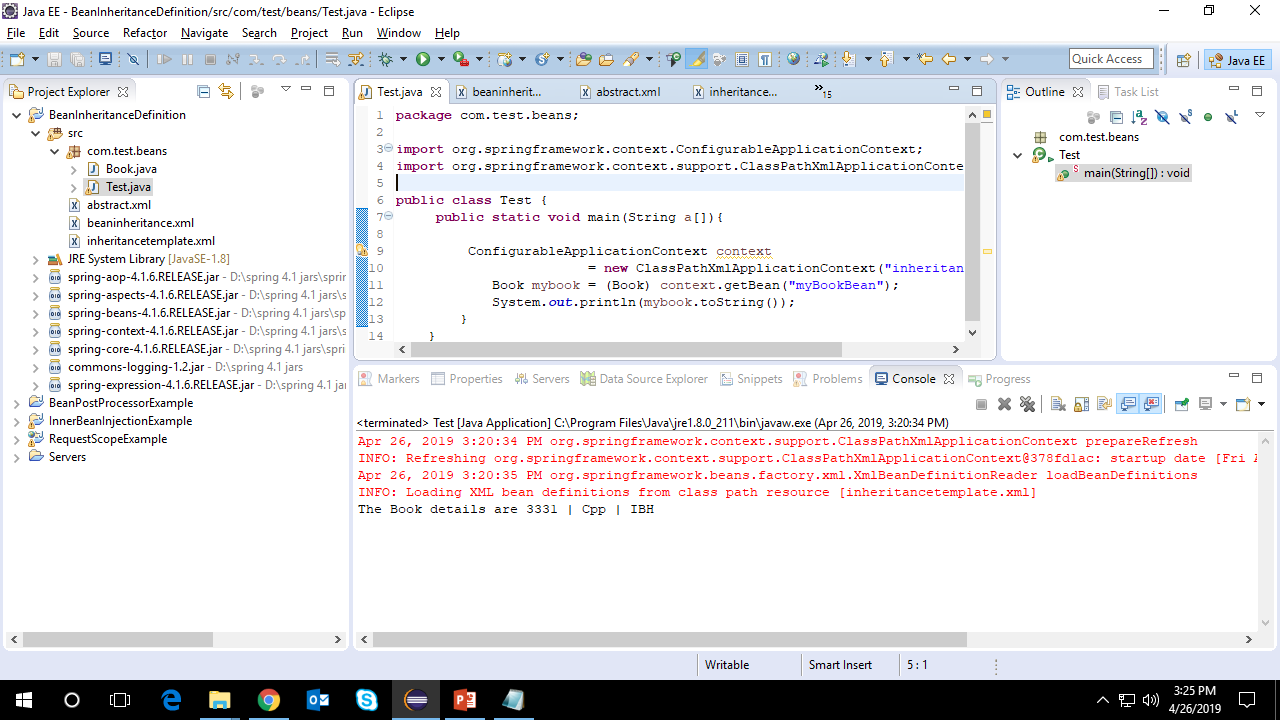 Java EE - BeanInheritanceDefinition/src/com/test/beans/Test.java - Eclipse
File Edit Source Refactor Navigate Search Project Run Window Help
Quick Access
Java EE
Project Explorer
BeanInheritanceDefinition
src
com.test.beans
Book.java
Test.java
abstract.xml
beaninheritance.xml
inheritancetemplate.xml
JRE System Library [JavaSE-1.8]
spring-aop-4.1.6.RELEASE.jar - D:\spring 4.1 jars\sprin
spring-aspects-4.1.6.RELEASE.jar - D:\spring 4.1 jars\s
spring-beans-4.1.6.RELEASE.jar - D:\spring 4.1 jars\sp
spring-context-4.1.6.RELEASE.jar - D:\spring 4.1 jars\s
spring-core-4.1.6.RELEASE.jar - D:\spring 4.1 jars\spri
commons-logging-1.2.jar - D:\spring 4.1 jars
spring-expression-4.1.6.RELEASE.jar - D:\spring 4.1 ja
BeanPostProcessorExample
InnerBeanInjectionExample
RequestScopeExample
Servers
Test.java beaninherit... abstract.xml inheritance... »15
1 package com.test.beans;
2
3 import org.springframework.context.ConfigurableApplicationContext;
4 import org.springframework.context.support.ClassPathXmlApplicationConte
5
6 public class Test {
7 public static void main(String a[]){
8
9 ConfigurableApplicationContext context
10 = new ClassPathXmlApplicationContext("inheritan
11 Book mybook = (Book) context.getBean("myBookBean");
12 System.out.println(mybook.toString());
13 }
14 }
Outline Task List
com.test.beans
Test
main(String[]) : void
Markers Properties Servers Data Source Explorer Snippets Problems Console Progress
<terminated> Test [Java Application] C:\Program Files\Java\jre1.8.0_211\bin\javaw.exe (Apr 26, 2019, 3:20:34 PM)
Apr 26, 2019 3:20:34 PM org.springframework.context.support.ClassPathXmlApplicationContext prepareRefresh
INFO: Refreshing org.springframework.context.support.ClassPathXmlApplicationContext@378fd1ac: startup date [Fri A
Apr 26, 2019 3:20:35 PM org.springframework.beans.factory.xml.XmlBeanDefinitionReader loadBeanDefinitions
INFO: Loading XML bean definitions from class path resource [inheritancetemplate.xml]
The Book details are 3331 | Cpp | IBH
Writable Smart Insert 5 : 1
3:25 PM
4/26/2019